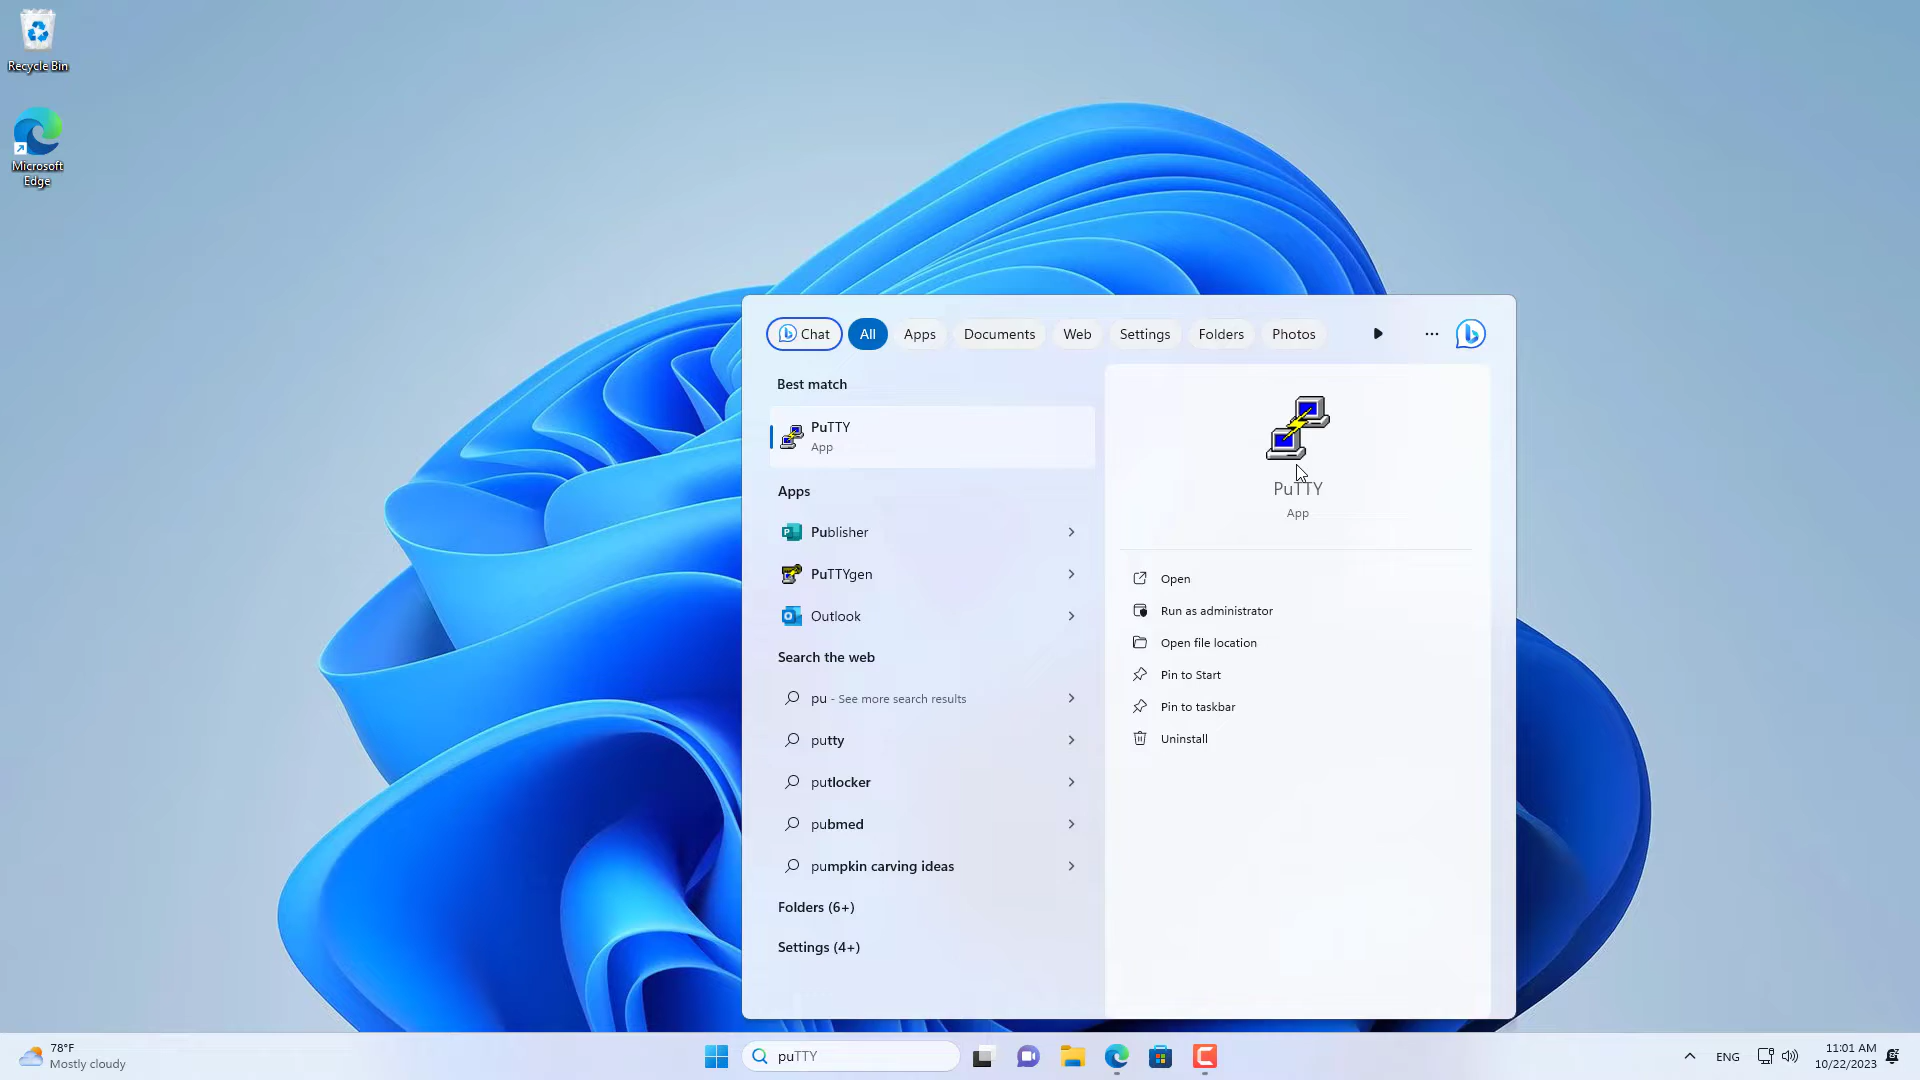 Recycle Bin
Microsoft
Edge
Chat
All
Apps
Documents
Web
Settings
Folders
Photos
Best match
PuTTY
App
Apps
Publisher
PuTTYgen
Outlook
Search the web
pu - See more search results
putty
putlocker
pubmed
pumpkin carving ideas
Folders (6+)
Settings (4+)
PuTTY
App
Open
Run as administrator
Open file location
Pin to Start
Pin to taskbar
Uninstall
78°F
Mostly cloudy
puTTY
ENG
11:01 AM
10/22/2023